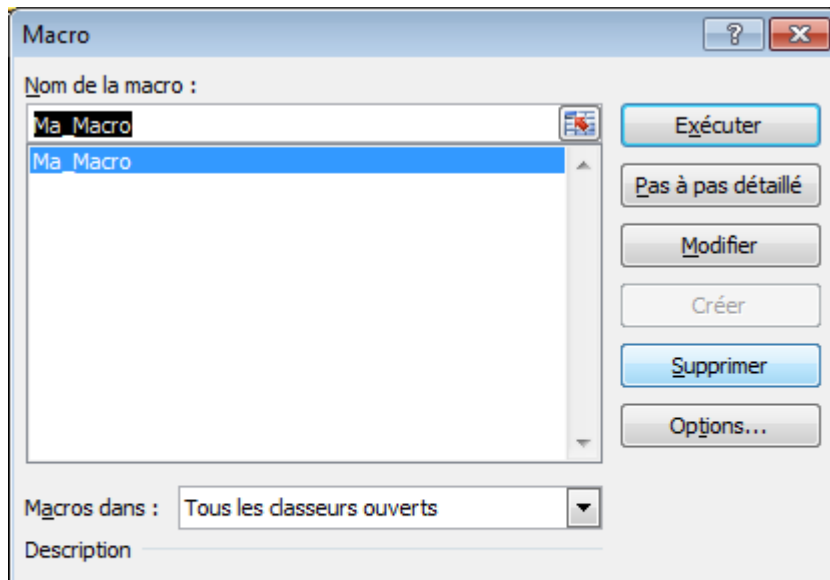 Macro
Nom de la macro :
Ma_Macro
Ma_Macro
Exécuter
Pas à pas détaillé
Modifier
Créer
Supprimer
Options...
Macros dans :
Tous les classeurs ouverts
Description